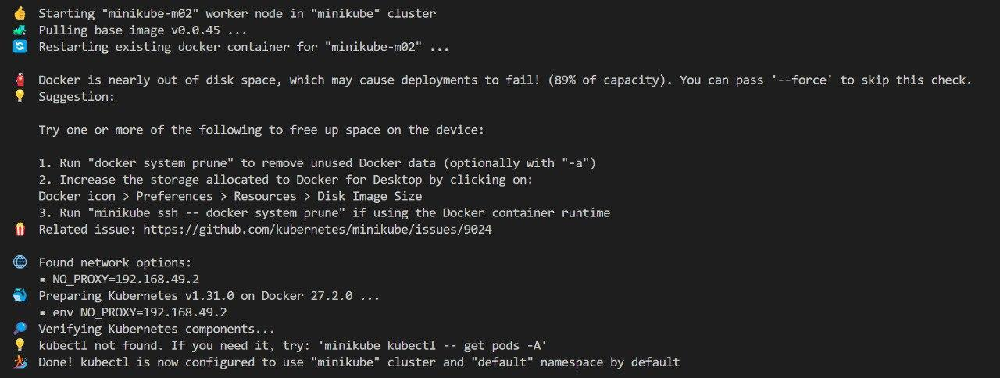 Starting "minikube-m02" worker node in "minikube" cluster
Pulling base image v0.0.45 ...
Restarting existing docker container for "minikube-m02" ...
Docker is nearly out of disk space, which may cause deployments to fail! (89% of capacity). You can pass '--force' to skip this check.
Suggestion:
Try one or more of the following to free up space on the device:
1. Run "docker system prune" to remove unused Docker data (optionally with "-a")
2. Increase the storage allocated to Docker for Desktop by clicking on:
Docker icon > Preferences > Resources > Disk Image Size
3. Run "minikube ssh -- docker system prune" if using the Docker container runtime
Related issue: https://github.com/kubernetes/minikube/issues/9024
Found network options:
▪ NO_PROXY=192.168.49.2
Preparing Kubernetes v1.31.0 on Docker 27.2.0 ...
▪ env NO_PROXY=192.168.49.2
Verifying Kubernetes components...
kubectl not found. If you need it, try: 'minikube kubectl -- get pods -A'
Done! kubectl is now configured to use "minikube" cluster and "default" namespace by default